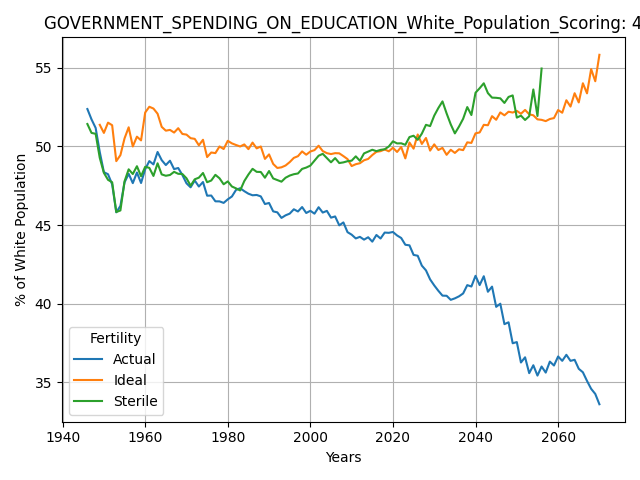 GOVERNMENT_SPENDING_ON_EDUCATION_White_Population_Scoring: 4
55
50
45
40
35
% of White Population
Fertility
Actual
Ideal
Sterile
1940 1960 1980 2000 2020 2040 2060
Years